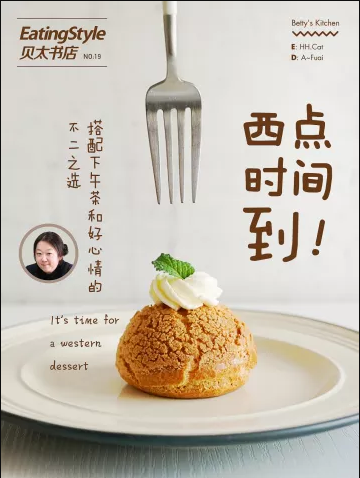 EatingStyle
贝太书店 NO.19
Betty's Kitchen
E: HH.Cat
D: A-Fuai
西点
时间
到!
搭配下午茶和好心情的
不二之选
It's time for
a western
dessert